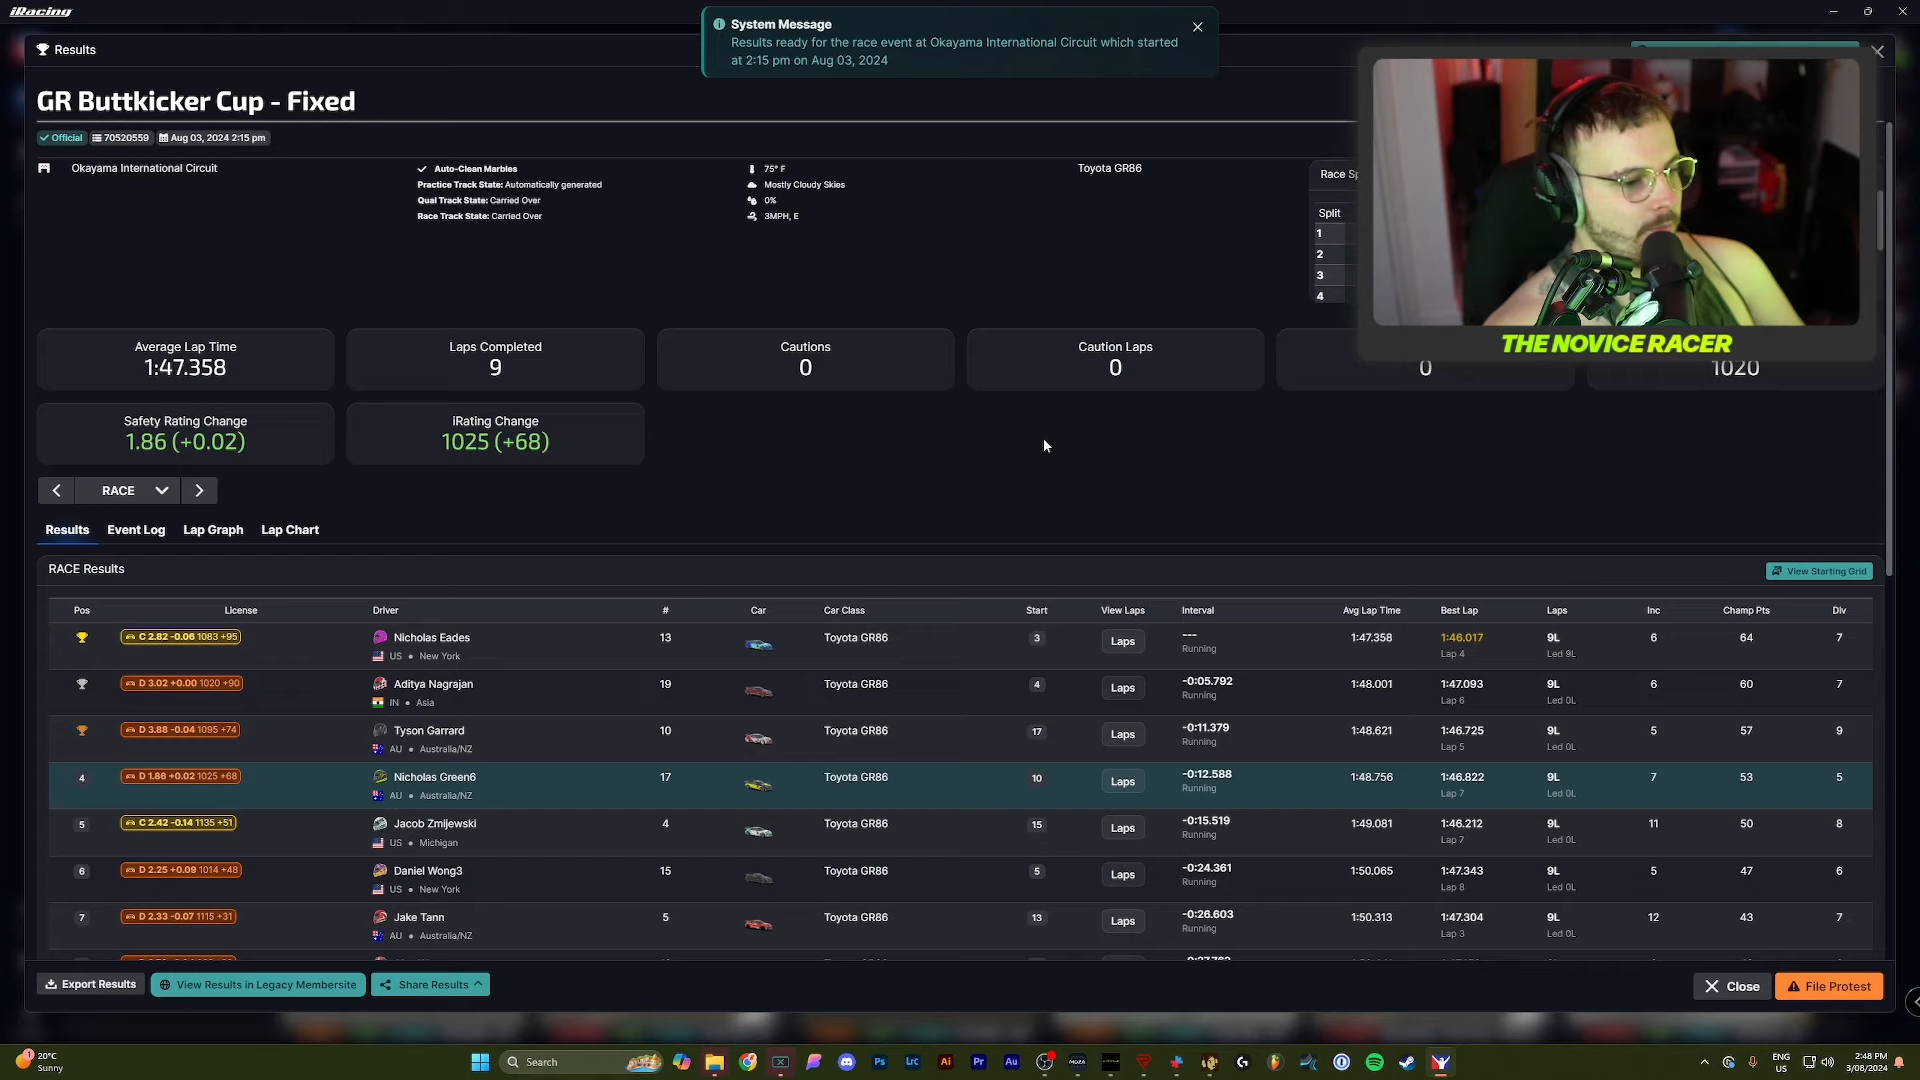 iRacing
System Message
Results ready for the race event at Okayama International Circuit which started
at 2:15 pm on Aug 03, 2024
Results
GR Buttkicker Cup - Fixed
Official 70520559 Aug 03, 2024 2:15 pm
Okayama International Circuit
Auto-Clean Marbles
Practice Track State: Automatically generated
Qual Track State: Carried Over
Race Track State: Carried Over
75° F
Mostly Cloudy Skies
0%
3MPH, E
Toyota GR86
Split
1
2
3
4
THE NOVICE RACER
Average Lap Time
1:47.358
Laps Completed
9
Cautions
0
Caution Laps
0
0
1020
Safety Rating Change
1.86 (+0.02)
iRating Change
1025 (+68)
RACE
Results Event Log Lap Graph Lap Chart
RACE Results
View Starting Grid
Pos License Driver # Car Car Class Start View Laps Interval Avg Lap Time Best Lap Laps Inc Champ Pts Div
C 2.82 -0.06 1083 +95 Nicholas Eades 13 Toyota GR86 3 Laps --- 1:47.358 1:46.017 9L 6 64 7
US • New York Running Lap 4 Led 9L
D 3.02 +0.00 1020 +90 Aditya Nagrajan 19 Toyota GR86 4 Laps -0:05.792 1:48.001 1:47.093 9L 6 60 7
IN • Asia Running Lap 6 Led 0L
D 3.88 -0.04 1095 +74 Tyson Garrard 10 Toyota GR86 17 Laps -0:11.379 1:48.621 1:46.725 9L 5 57 9
AU • Australia/NZ Running Lap 5 Led 0L
4 D 1.86 +0.02 1025 +68 Nicholas Green6 17 Toyota GR86 10 Laps -0:12.588 1:48.756 1:46.822 9L 7 53 5
AU • Australia/NZ Running Lap 7 Led 0L
5 C 2.42 -0.14 1135 +51 Jacob Zmijewski 4 Toyota GR86 15 Laps -0:15.519 1:49.081 1:46.212 9L 11 50 8
US • Michigan Running Lap 7 Led 0L
6 D 2.25 +0.09 1014 +48 Daniel Wong3 15 Toyota GR86 5 Laps -0:24.361 1:50.065 1:47.343 9L 5 47 6
US • New York Running Lap 8 Led 0L
7 D 2.33 -0.07 1115 +31 Jake Tann 5 Toyota GR86 13 Laps -0:26.603 1:50.313 1:47.304 9L 12 43 7
AU • Australia/NZ Running Lap 3 Led 0L
Export Results
View Results in Legacy Membersite
Share Results
Close
File Protest
1
20°C
Sunny
Search
Ps
Lrc
Ai
Pr
Au
MOZA
ENG
US
2:48 PM
3/08/2024